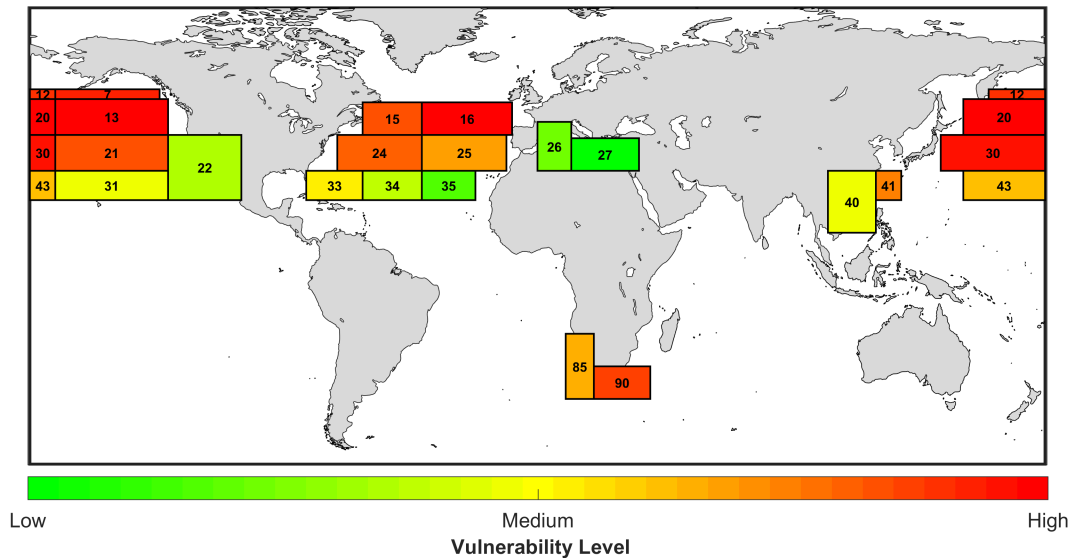 12 7 12
20 13 15 16 20
30 21 22 24 25 26 27 30
43 31 33 34 35 40 41 43
85 90
Low Medium High
Vulnerability Level